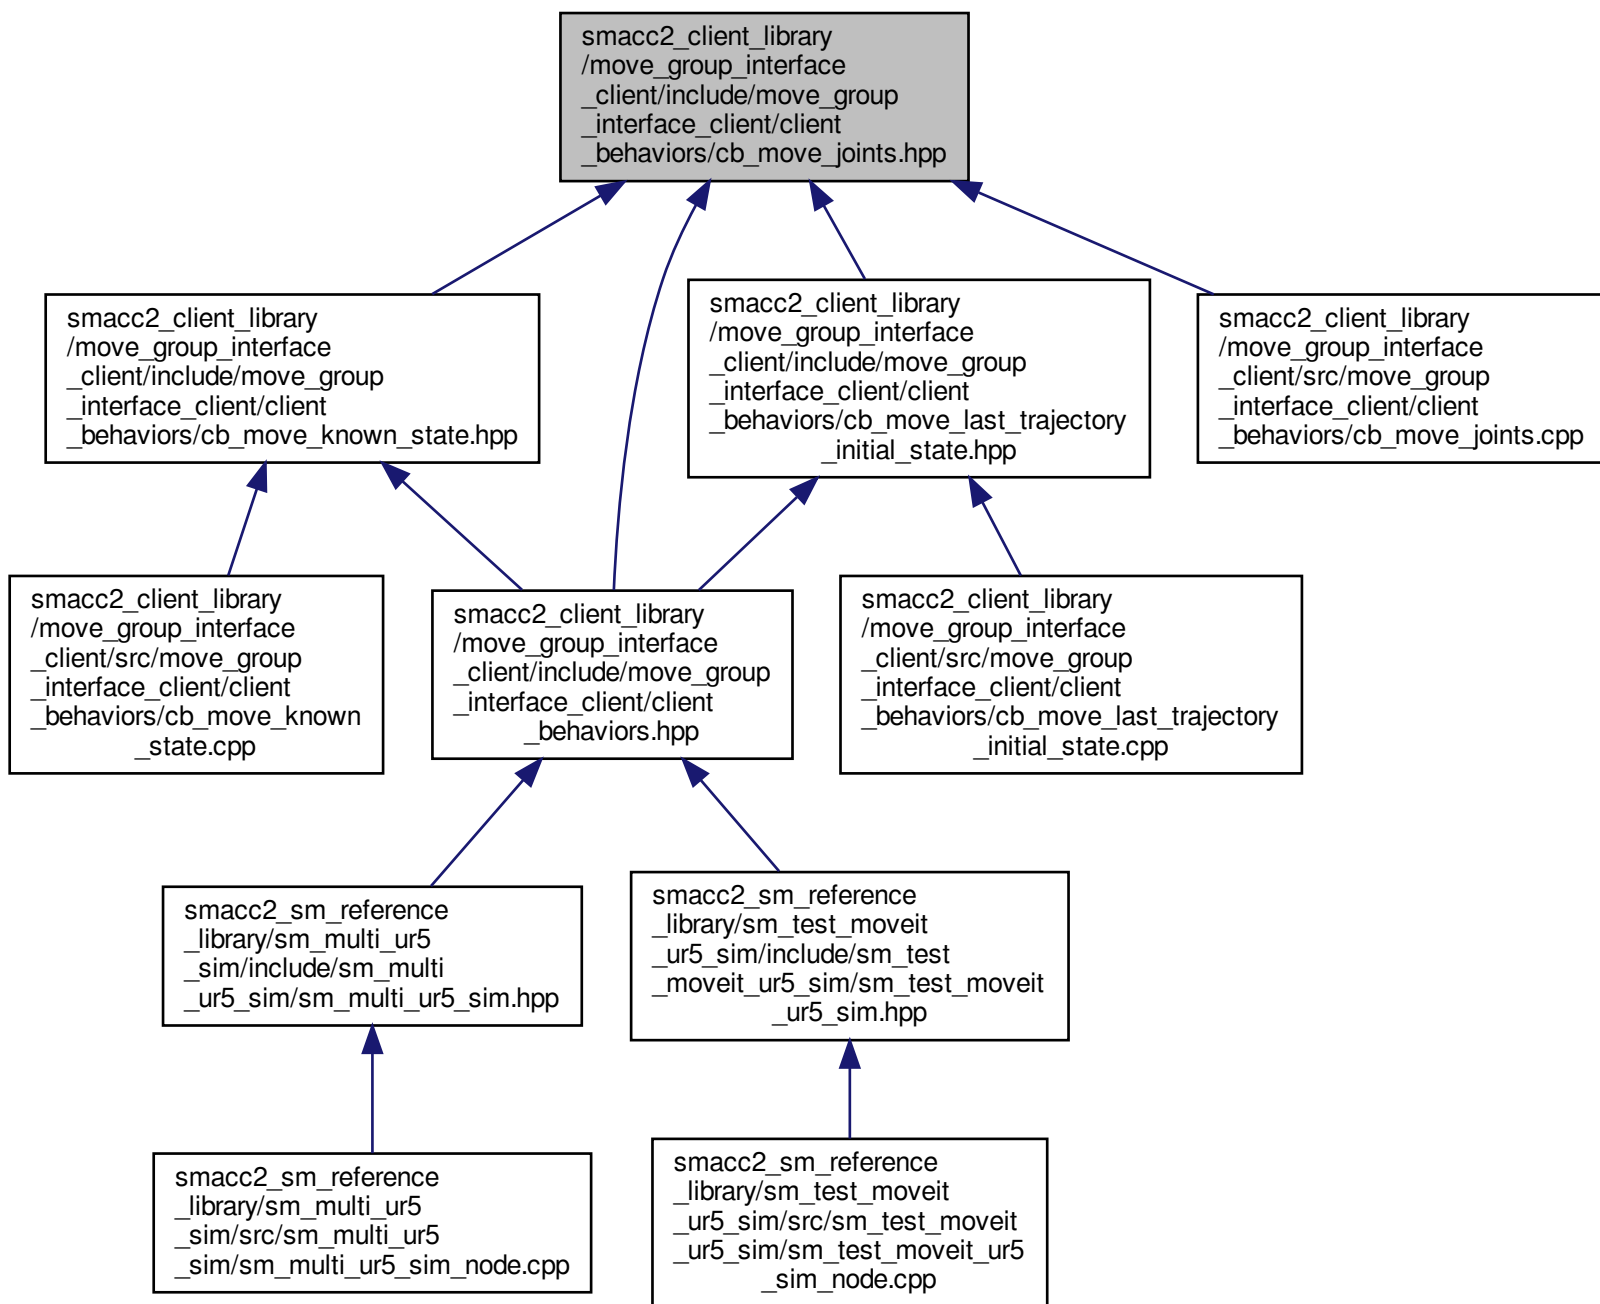 smacc2_client_library
/move_group_interface
_client/include/move_group
_interface_client/client
_behaviors/cb_move_joints.hpp
smacc2_client_library
/move_group_interface
_client/include/move_group
_interface_client/client
_behaviors/cb_move_known_state.hpp
smacc2_client_library
/move_group_interface
_client/include/move_group
_interface_client/client
_behaviors/cb_move_last_trajectory
_initial_state.hpp
smacc2_client_library
/move_group_interface
_client/src/move_group
_interface_client/client
_behaviors/cb_move_joints.cpp
smacc2_client_library
/move_group_interface
_client/src/move_group
_interface_client/client
_behaviors/cb_move_known
_state.cpp
smacc2_client_library
/move_group_interface
_client/include/move_group
_interface_client/client
_behaviors.hpp
smacc2_client_library
/move_group_interface
_client/src/move_group
_interface_client/client
_behaviors/cb_move_last_trajectory
_initial_state.cpp
smacc2_sm_reference
_library/sm_multi_ur5
_sim/include/sm_multi
_ur5_sim/sm_multi_ur5_sim.hpp
smacc2_sm_reference
_library/sm_test_moveit
_ur5_sim/include/sm_test
_moveit_ur5_sim/sm_test_moveit
_ur5_sim.hpp
smacc2_sm_reference
_library/sm_multi_ur5
_sim/src/sm_multi_ur5
_sim/sm_multi_ur5_sim_node.cpp
smacc2_sm_reference
_library/sm_test_moveit
_ur5_sim/src/sm_test_moveit
_ur5_sim/sm_test_moveit_ur5
_sim_node.cpp